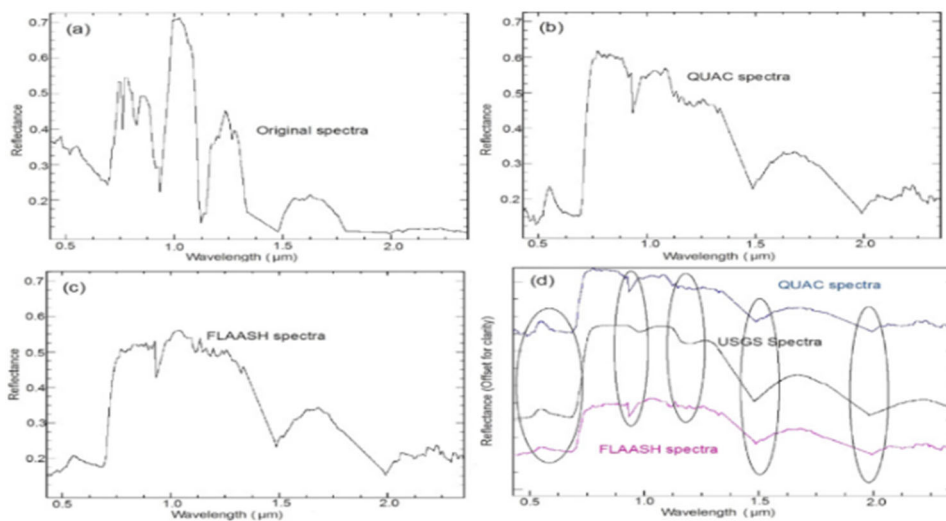 (a)
0.7
0.6
0.5
0.4
0.3
0.2
Reflectance
Original spectra
0.5 1.0 1.5 2.0
Wavelength (µm)
(b)
0.6
0.5
0.4
0.3
0.2
Reflectance
QUAC spectra
0.5 1.0 1.5 2.0
Wavelength (µm)
(c)
0.7
0.6
0.5
0.4
0.3
0.2
Reflectance
FLAASH spectra
0.5 1.0 1.5 2.0
Wavelength (µm)
(d)
Reflectance (Offset for clarity)
QUAC spectra
USGS Spectra
FLAASH spectra
0.5 1.0 1.5 2.0
Wavelength (µm)